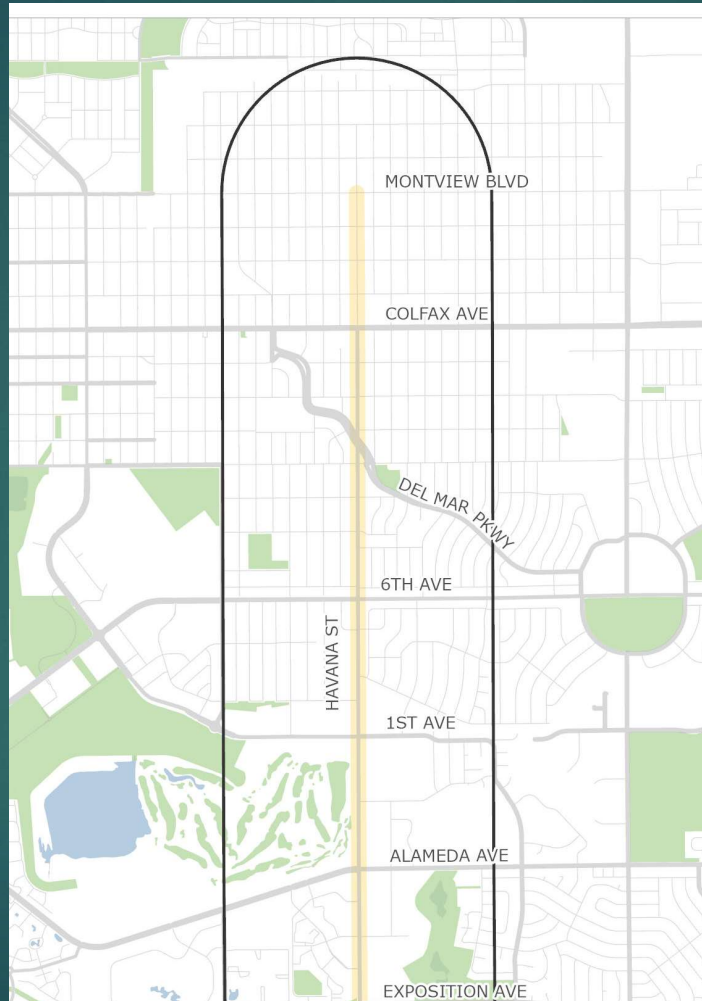 MONTVIEW BLVD
COLFAX AVE
DEL MAR PKWY
6TH AVE
HAVANA ST
1ST AVE
ALAMEDA AVE
EXPOSITION AVE